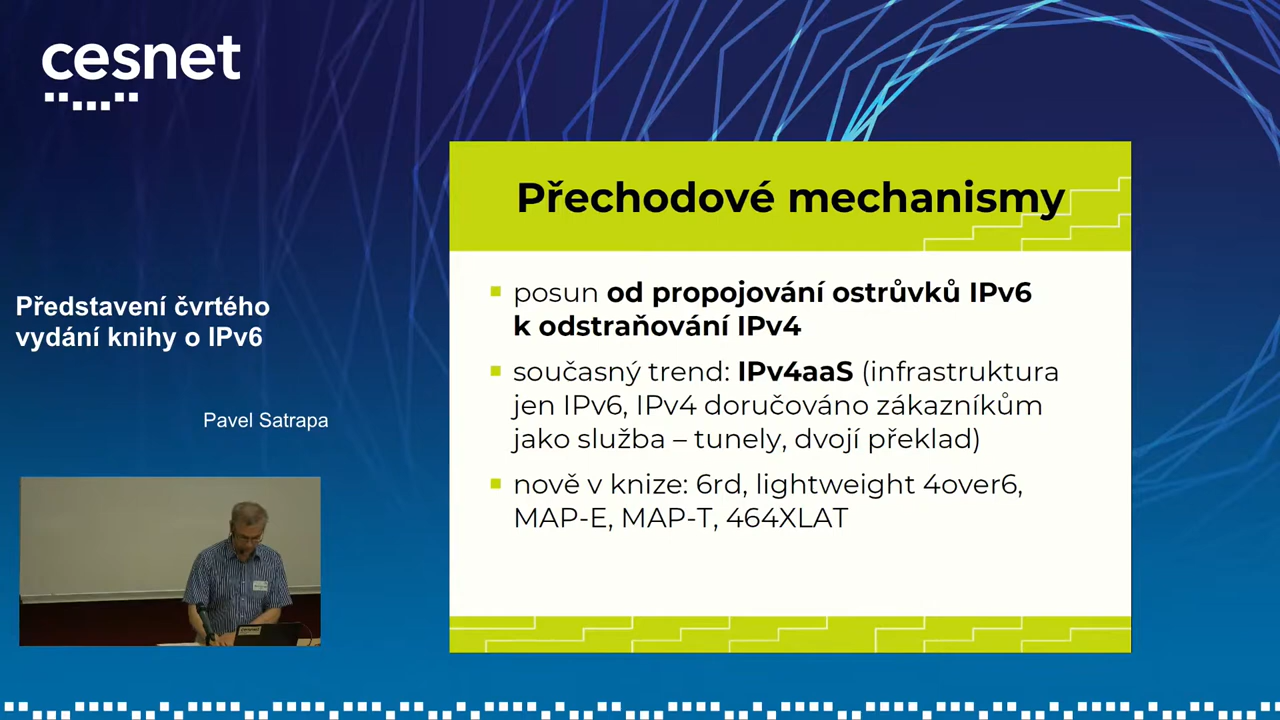 cesnet
Představení čtvrtého
vydání knihy o IPv6
Pavel Satrapa
Přechodové mechanismy
posun od propojování ostrůvků IPv6
k odstraňování IPv4
současný trend: IPv4aaS (infrastruktura
jen IPv6, IPv4 doručováno zákazníkům
jako služba – tunely, dvojí překlad)
nově v knize: 6rd, lightweight 4over6,
MAP-E, MAP-T, 464XLAT